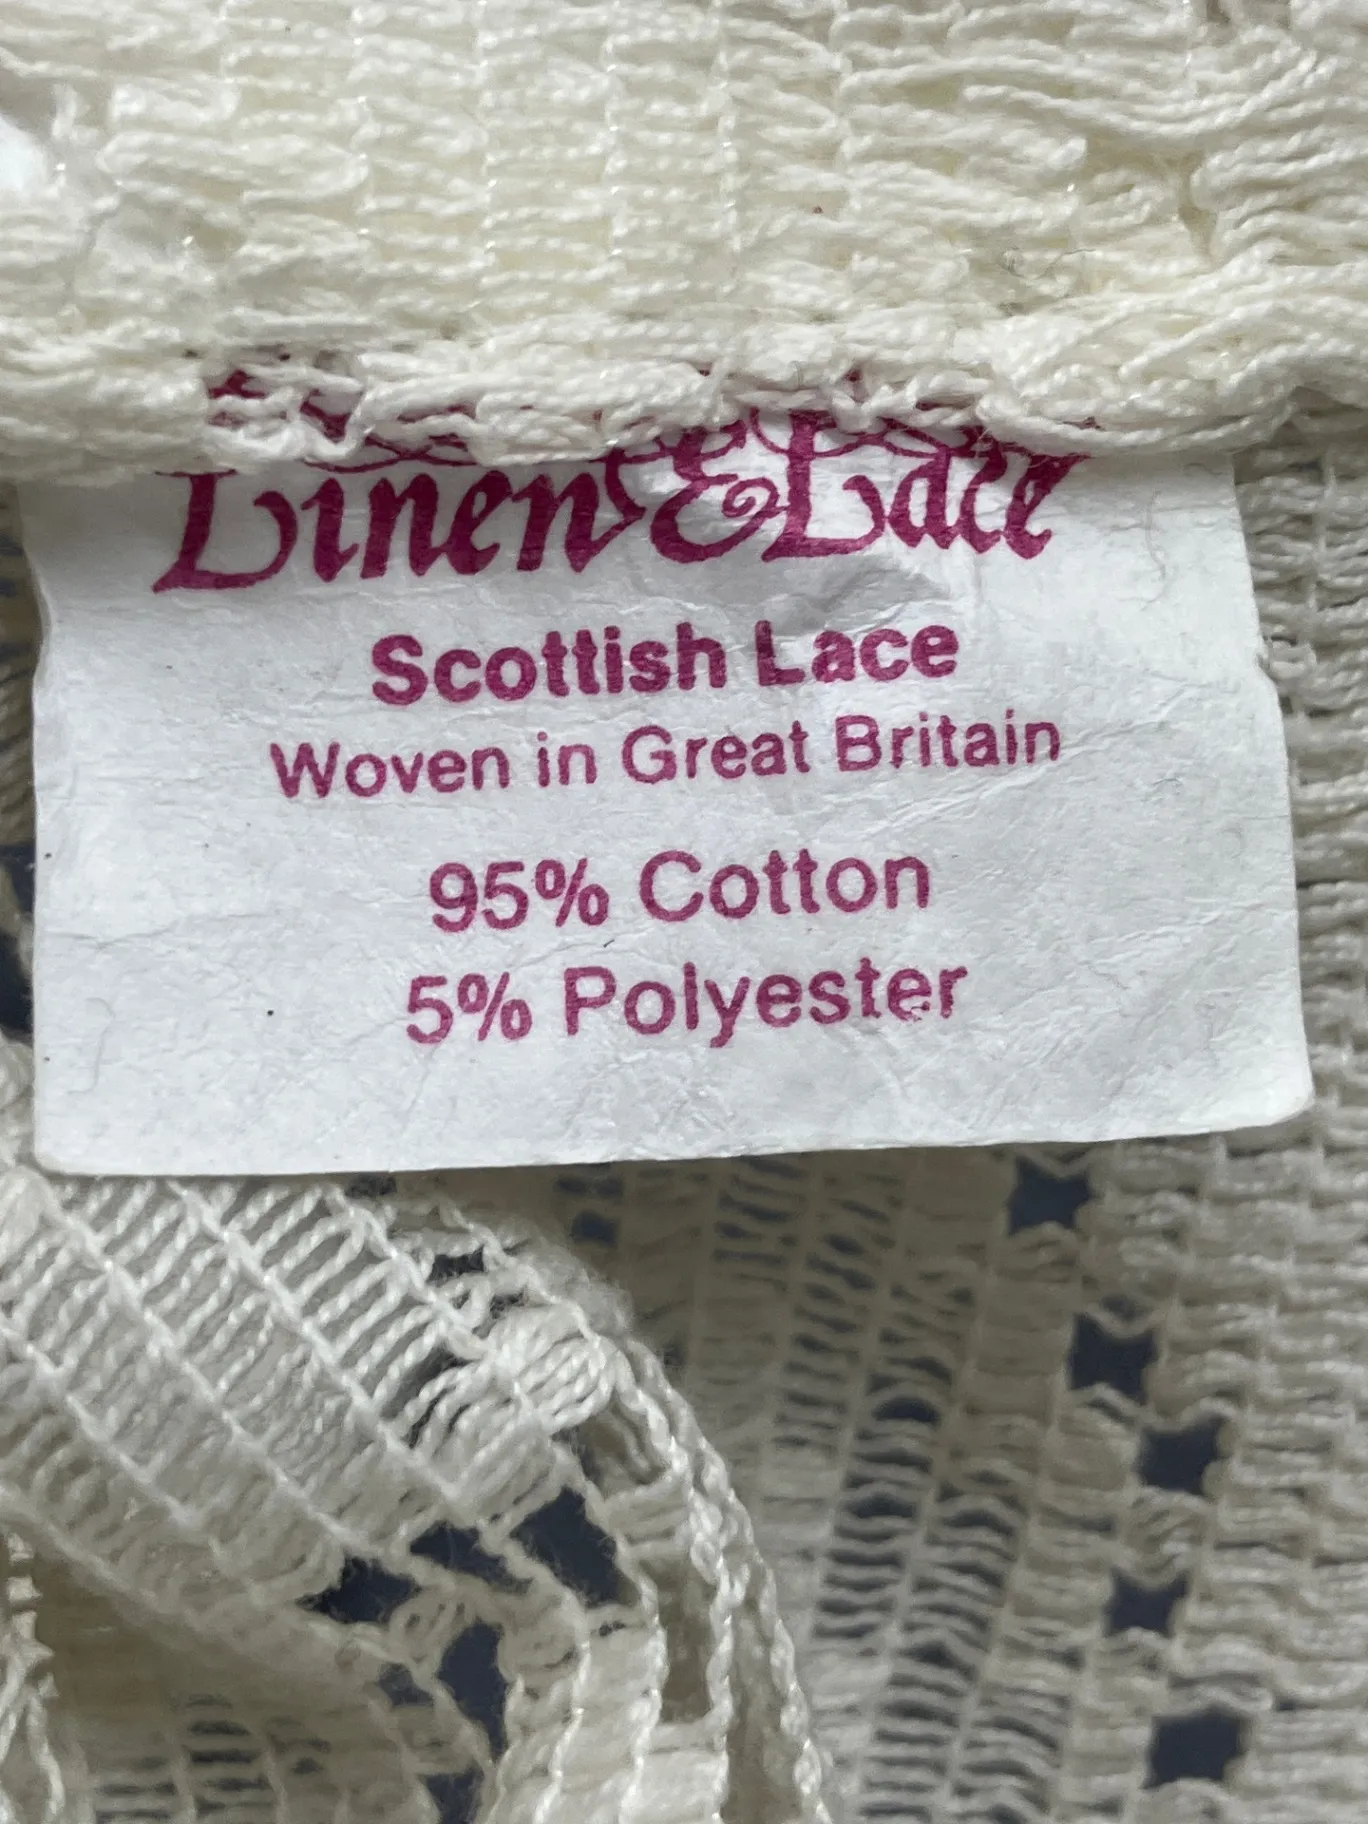 Linen & Lace
Scottish Lace
Woven in Great Britain
95% Cotton
5% Polyester